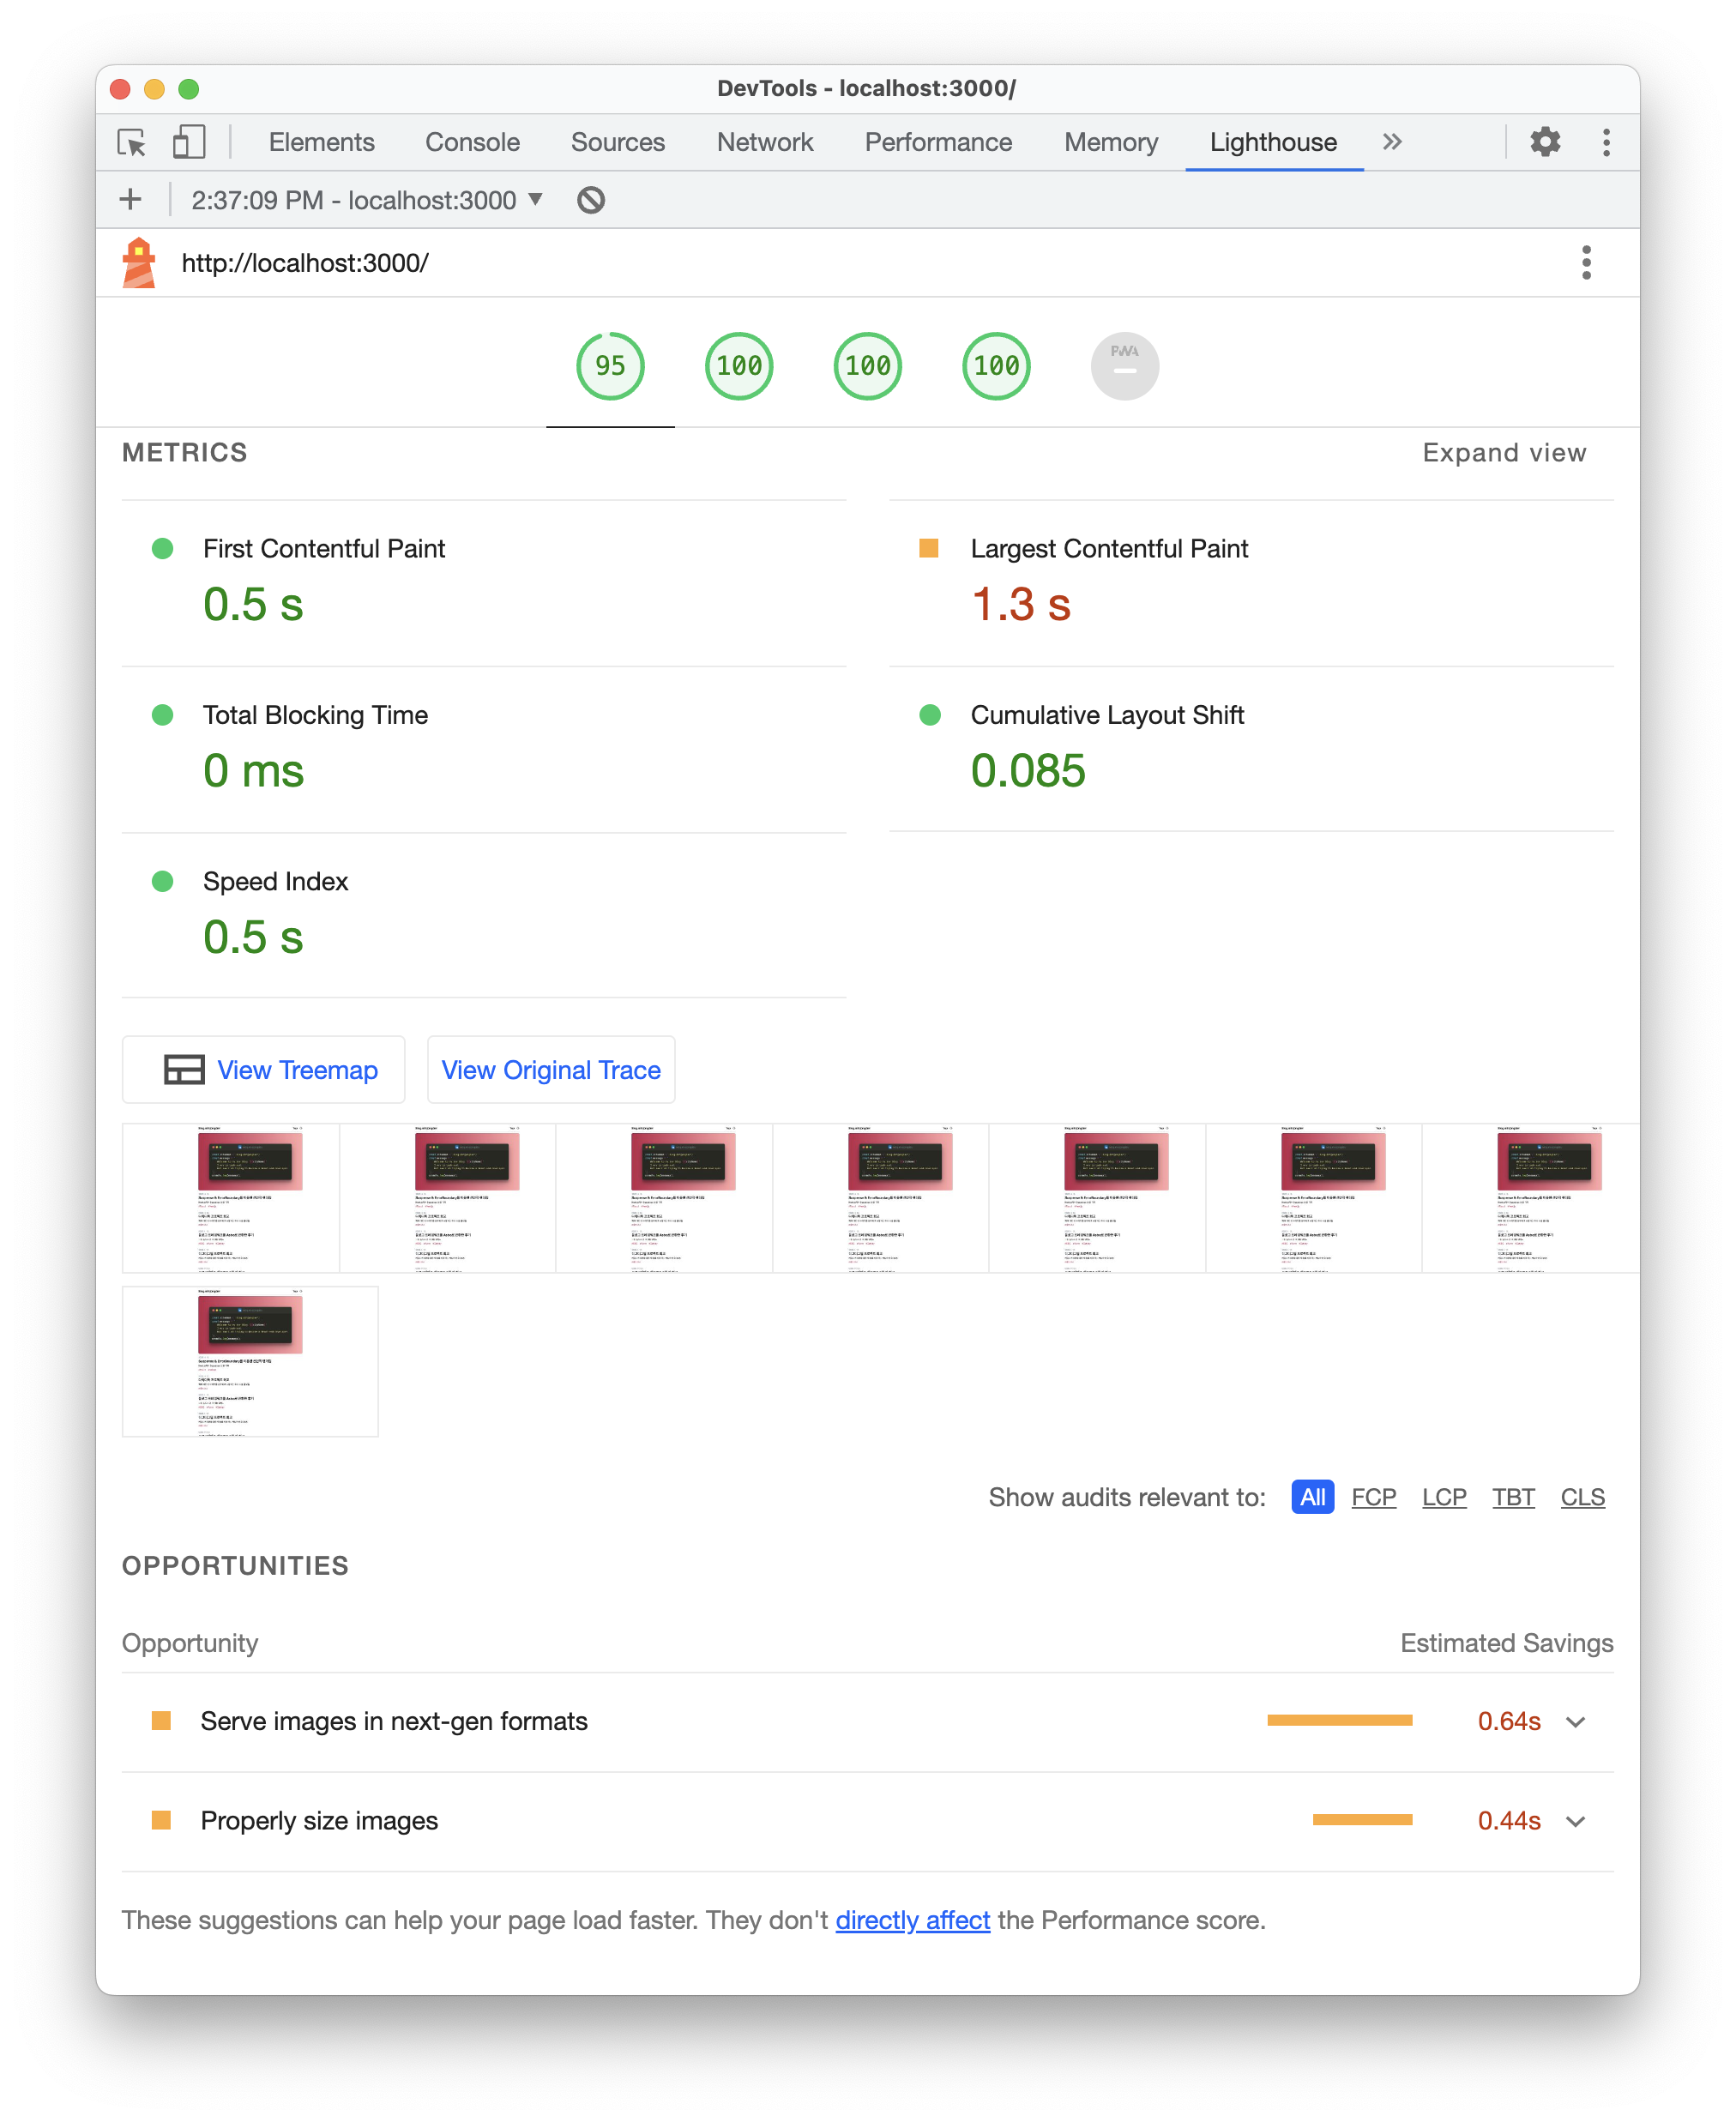 DevTools - localhost:3000/
Elements Console Sources Network Performance Memory Lighthouse
2:37:09 PM - localhost:3000
http://localhost:3000/
95 100 100 100 PWA
METRICS Expand view
First Contentful Paint Largest Contentful Paint
0.5 s 1.3 s
Total Blocking Time Cumulative Layout Shift
0 ms 0.085
Speed Index
0.5 s
View Treemap View Original Trace
Show audits relevant to: All FCP LCP TBT CLS
OPPORTUNITIES
Opportunity Estimated Savings
Serve images in next-gen formats 0.64s
Properly size images 0.44s
These suggestions can help your page load faster. They don't directly affect the Performance score.